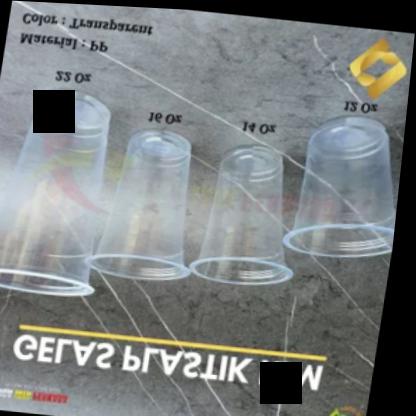 GELAS PLASTIK
22 Oz
16 Oz
14 Oz
12 Oz
Material : PP
Color : Transparent